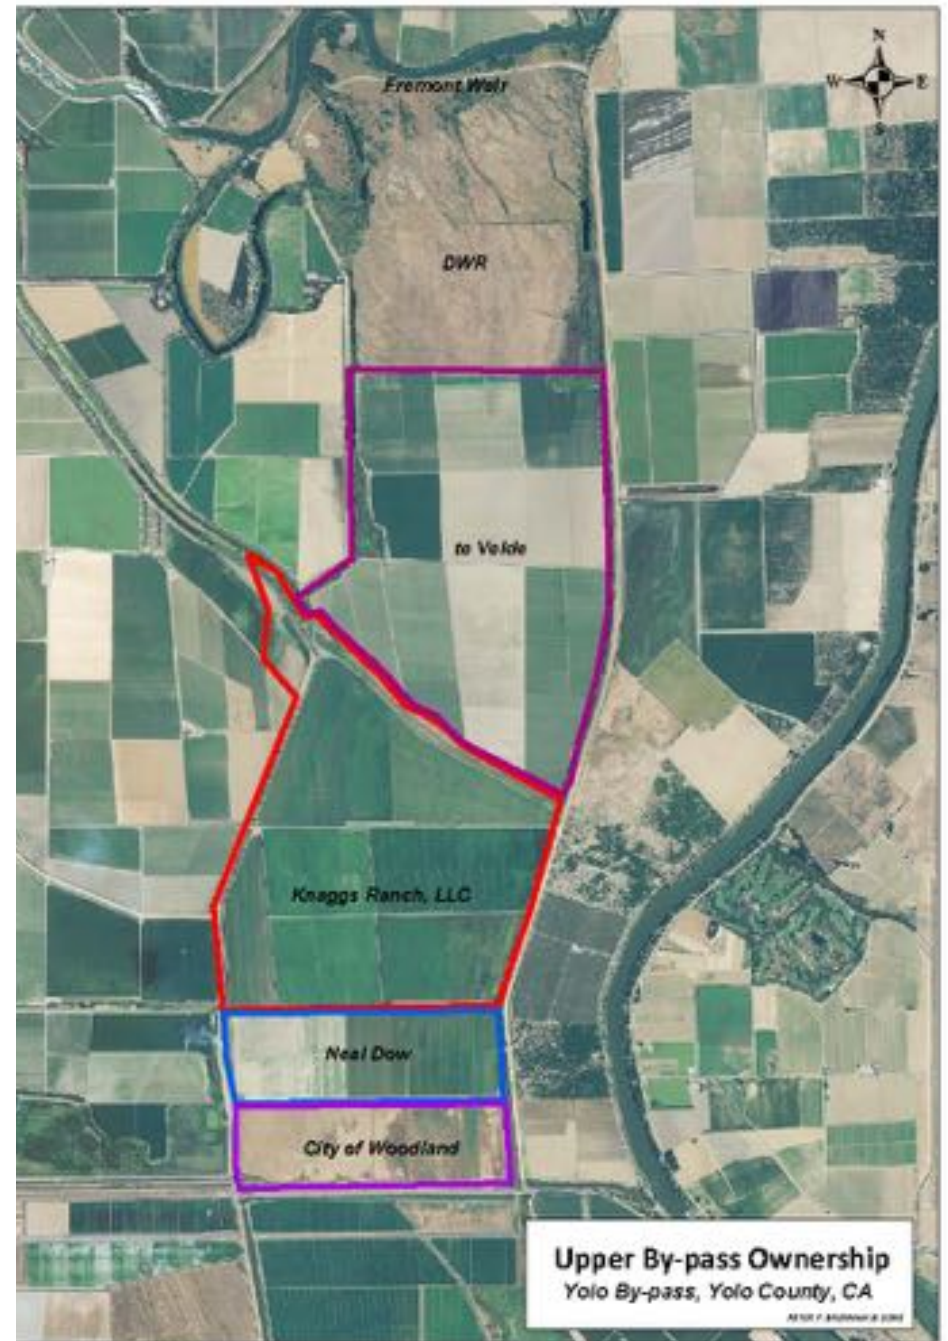 N
Fremont Weir
W E
S
DWR
te Velde
Knaggs Ranch, LLC
Neal Dow
City of Woodland
Upper By-pass Ownership
Yolo By-pass, Yolo County, CA